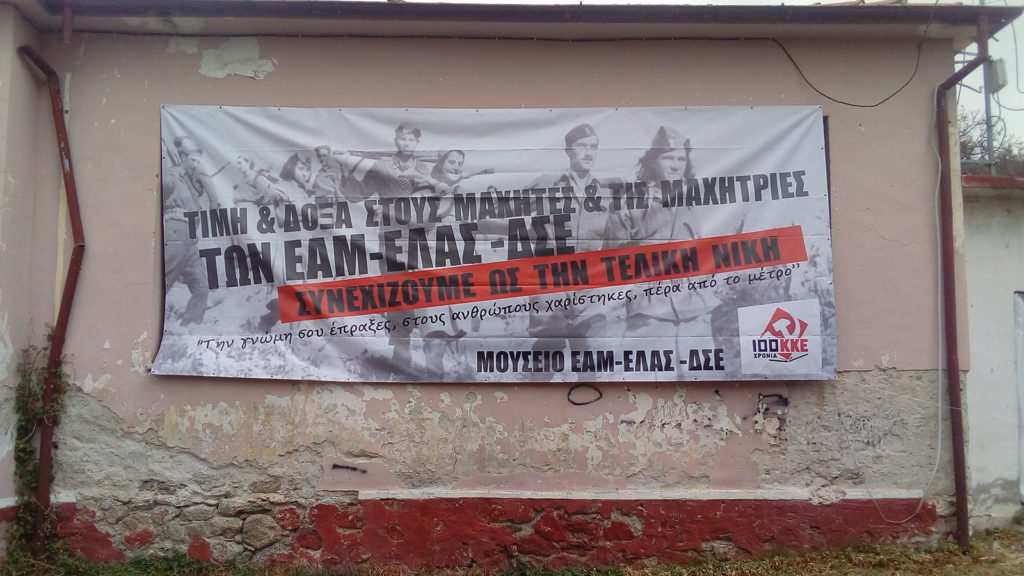 ΤΙΜΗ & ΔΟΞΑ ΣΤΟΥΣ ΜΑΧΗΤΕΣ & ΤΙΣ ΜΑΧΗΤΡΙΕΣ
ΤΩΝ ΕΑΜ-ΕΛΑΣ -ΔΣΕ
ΣΥΝΕΧΙΖΟΥΜΕ ΩΣ ΤΗΝ ΤΕΛΙΚΗ ΝΙΚΗ
"Την γνώμη σου έπραξες, στους ανθρώπους χαρίστηκες, πέρα από το μέτρο"
ΜΟΥΣΕΙΟ ΕΑΜ-ΕΛΑΣ -ΔΣΕ
100 ΚΚΕ
ΧΡΟΝΙΑ